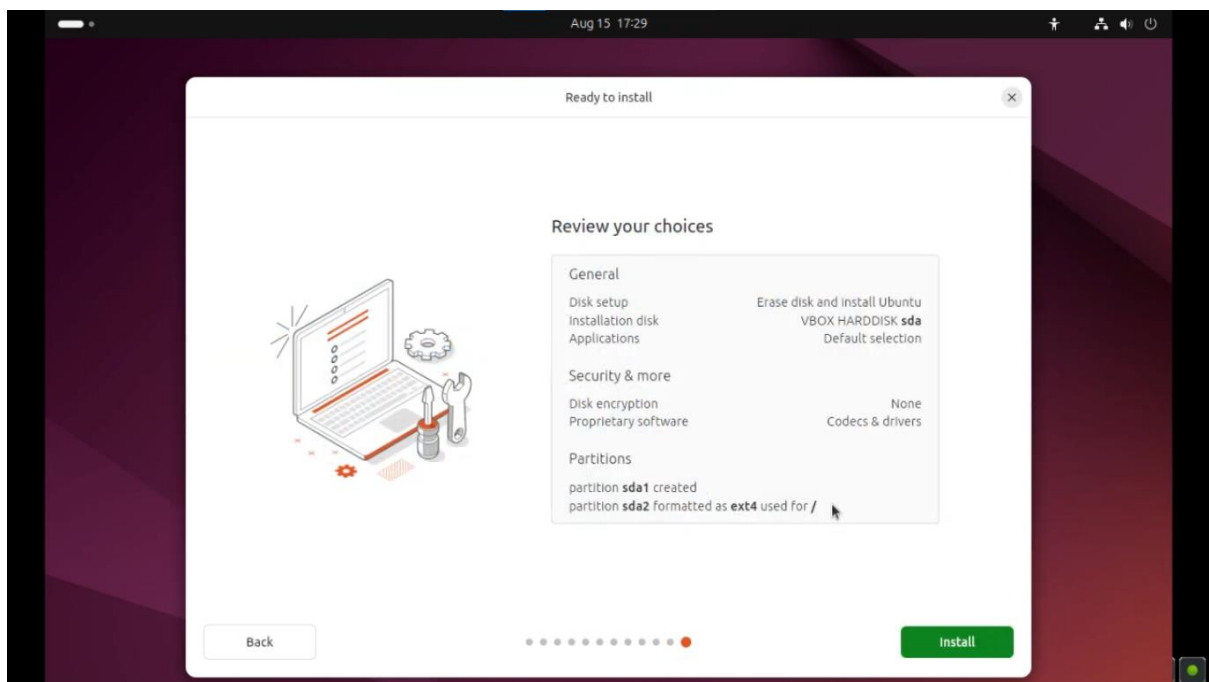 Aug 15 17:29
Ready to install
Review your choices
General
Disk setup Erase disk and install Ubuntu
Installation disk VBOX HARDDISK sda
Applications Default selection
Security & more
Disk encryption None
Proprietary software Codecs & drivers
Partitions
partition sda1 created
partition sda2 formatted as ext4 used for /
Back Install